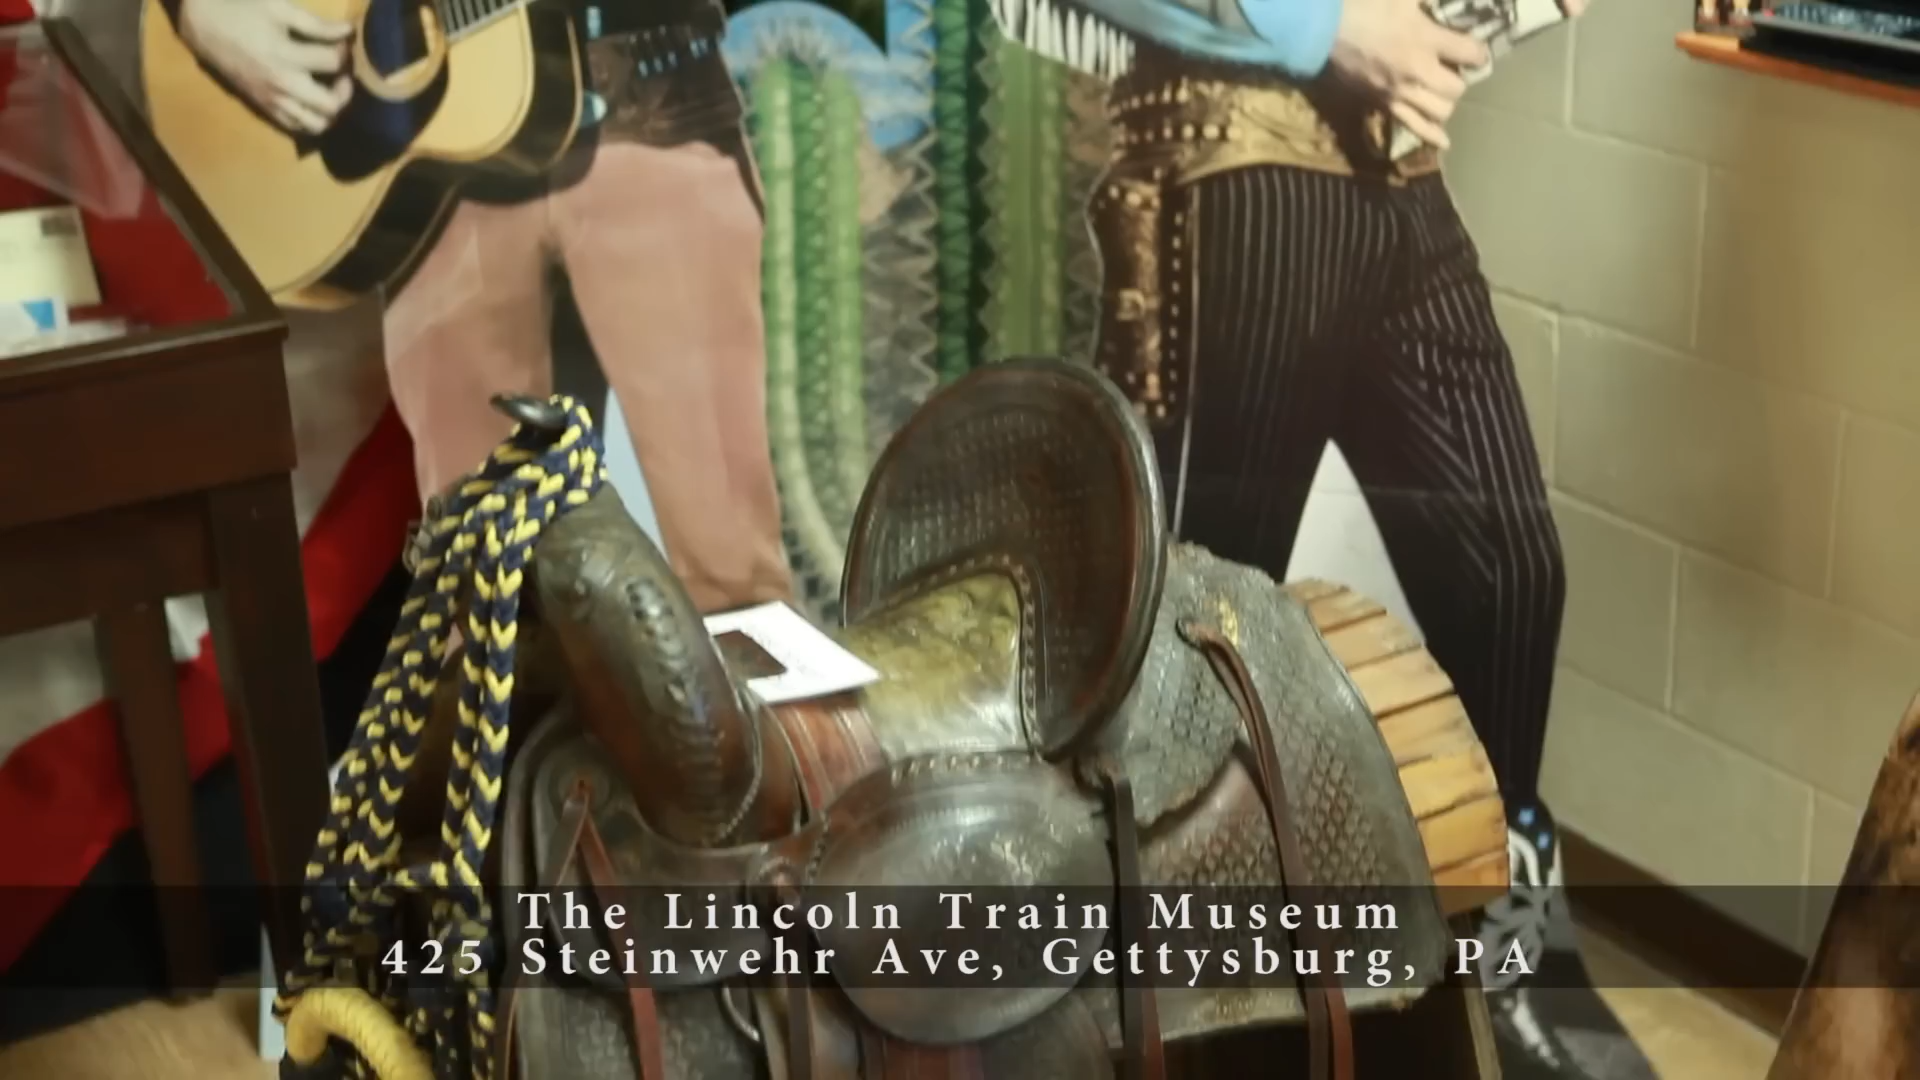 The Lincoln Train Museum
425 Steinwehr Ave, Gettysburg, PA